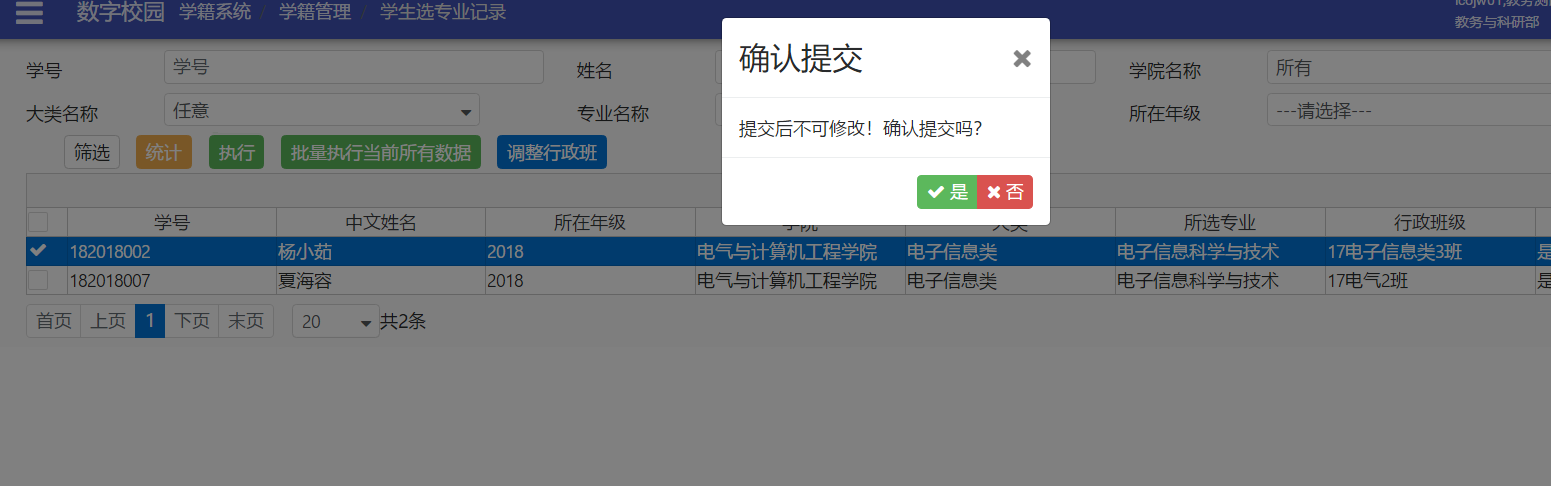 数字校园 学籍系统 / 学籍管理 / 学生选专业记录
教务与科研部
确认提交
提交后不可修改！确认提交吗？
是 否
学号 学号 姓名 学院名称 所有
大类名称 任意 专业名称 所在年级 ---请选择---
筛选 统计 执行 批量执行当前所有数据 调整行政班
学号 中文姓名 所在年级 学院 大类 所选专业 行政班级
182018002 杨小茹 2018 电气与计算机工程学院 电子信息类 电子信息科学与技术 17电子信息类3班 是
182018007 夏海容 2018 电气与计算机工程学院 电子信息类 电子信息科学与技术 17电气2班 是
首页 上页 1 下页 末页 20 共2条